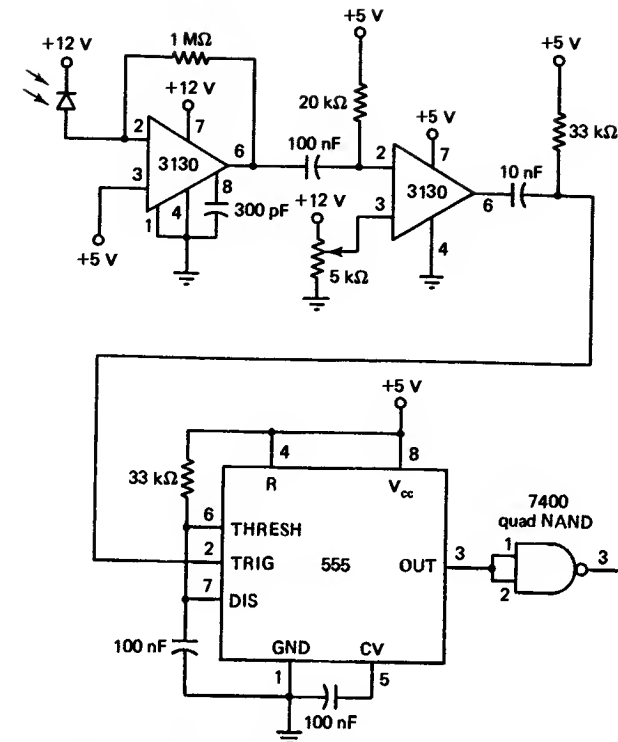 +5 V
+12 V
1 MΩ
+5 V
+12 V
20 kΩ
+5 V
33 kΩ
2
7
6
100 nF
2
7
10 nF
3130
3130
3
8
300 pF
+12 V
3
6
1
4
4
+5 V
5 kΩ
+5 V
4
8
33 kΩ
R
Vcc
7400
quad NAND
6
THRESH
2
TRIG
555
OUT
3
1
3
2
7
DIS
100 nF
GND
CV
1
5
100 nF